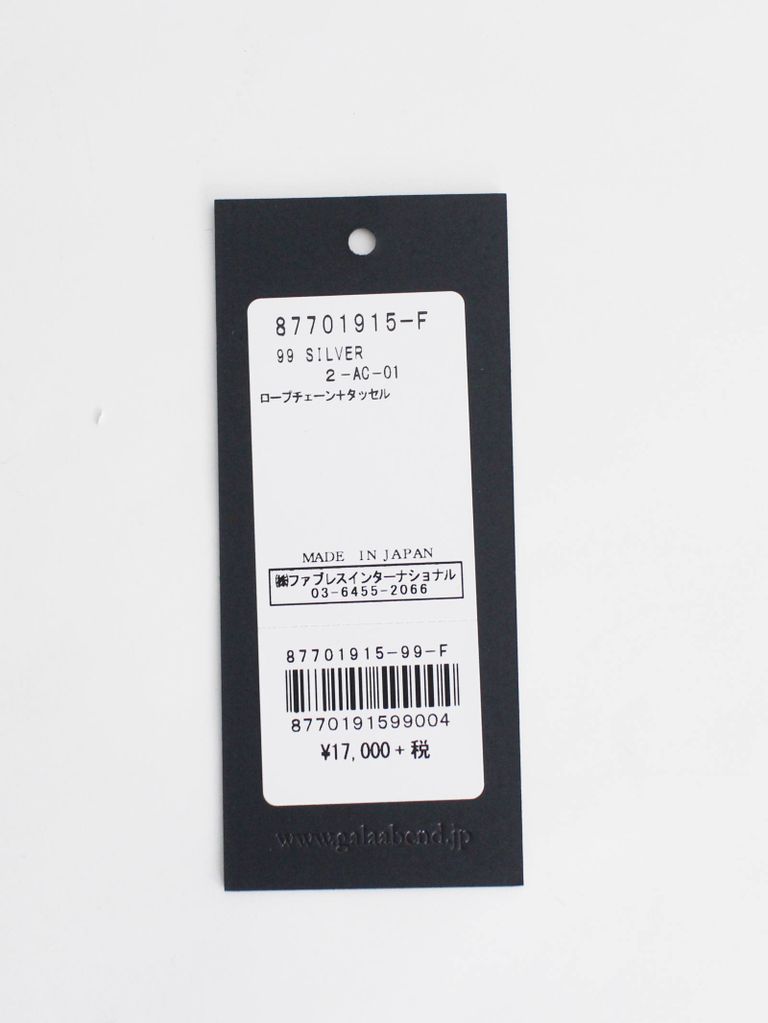 87701915-F
99 SILVER
2-AC-01
ロープチェーン+タッセル
MADE IN JAPAN
㈱ファブレスインターナショナル
03-6455-2066
87701915-99-F
8770191599004
¥17,000+税
www.galaabend.jp